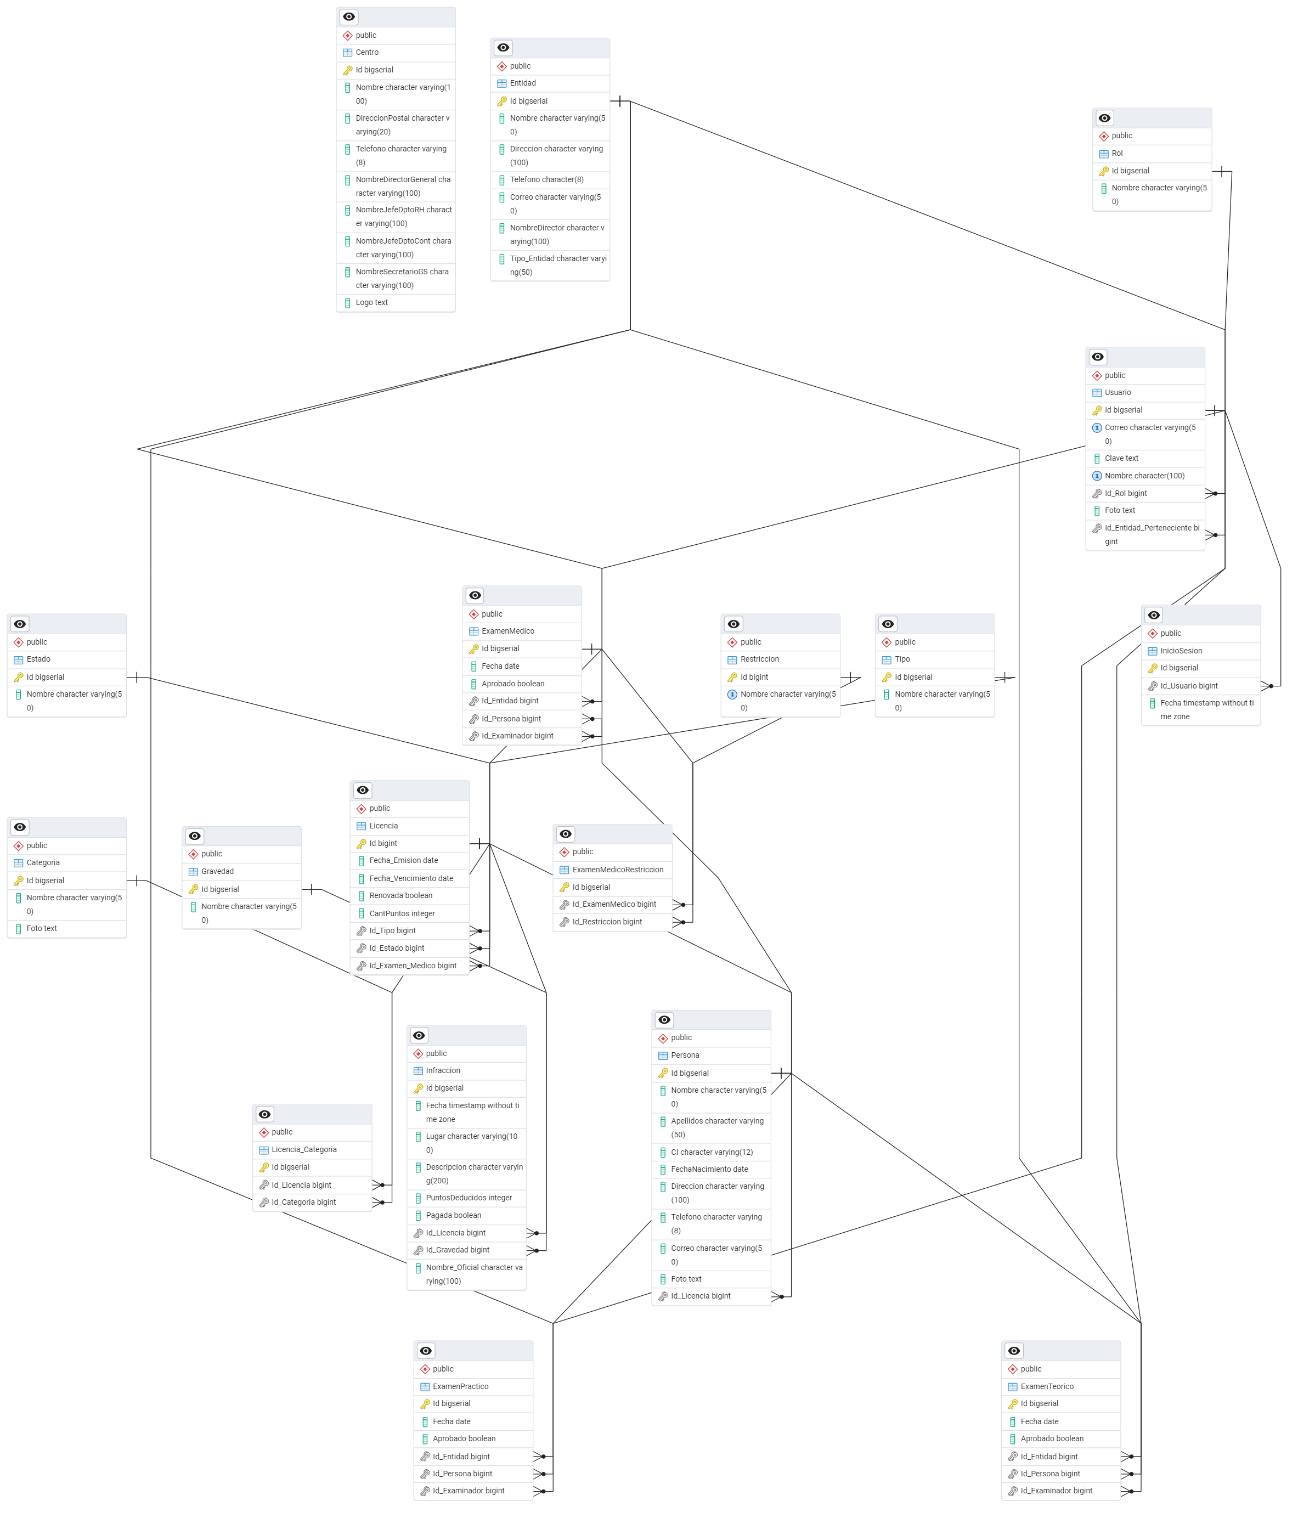 public
Centro
Id bigserial
Nombre character varying(1
00)
DireccionPostal character v
arying(20)
Telefono character varying
(8)
NombreDirectorGeneral cha
racter varying(100)
NombreJefeDptoRH charact
er varying(100)
NombreJefeDptoCont chara
cter varying(100)
NombreSecretarioGS chara
cter varying(100)
Logo text
public
Entidad
Id bigserial
Nombre character varying(5
0)
Direccion character varying
(100)
Telefono character(8)
Correo character varying(5
0)
NombreDirector character v
arying(100)
Tipo_Entidad character varyi
ng(50)
public
Rol
Id bigserial
Nombre character varying(5
0)
public
Usuario
Id bigserial
Correo character varying(5
0)
Clave text
Nombre character(100)
Id_Rol bigint
Foto text
Id_Entidad_Perteneciente bi
gint
public
Estado
Id bigserial
Nombre character varying(5
0)
public
ExamenMedico
Id bigserial
Fecha date
Aprobado boolean
Id_Entidad bigint
Id_Persona bigint
Id_Examinador bigint
public
Restriccion
Id bigint
Nombre character varying(5
0)
public
Tipo
Id bigserial
Nombre character varying(5
0)
public
InicioSesion
Id bigserial
Id_Usuario bigint
Fecha timestamp without ti
me zone
public
Categoria
Id bigserial
Nombre character varying(5
0)
Foto text
public
Gravedad
Id bigserial
Nombre character varying(5
0)
public
Licencia
Id bigint
Fecha_Emision date
Fecha_Vencimiento date
Renovada boolean
CantPuntos integer
Id_Tipo bigint
Id_Estado bigint
Id_Examen_Medico bigint
public
ExamenMedicoRestriccion
Id bigserial
Id_ExamenMedico bigint
Id_Restriccion bigint
public
Licencia_Categoria
Id bigserial
Id_Licencia bigint
Id_Categoria bigint
public
Infraccion
Id bigserial
Fecha timestamp without ti
me zone
Lugar character varying(10
0)
Descripcion character varyin
g(200)
PuntosDeducidos integer
Pagada boolean
Id_Licencia bigint
Id_Gravedad bigint
Nombre_Oficial character va
rying(100)
public
Persona
Id bigserial
Nombre character varying(5
0)
Apellidos character varying
(50)
CI character varying(12)
FechaNacimiento date
Direccion character varying
(100)
Telefono character varying
(8)
Correo character varying(5
0)
Foto text
Id_Licencia bigint
public
ExamenPractico
Id bigserial
Fecha date
Aprobado boolean
Id_Entidad bigint
Id_Persona bigint
Id_Examinador bigint
public
ExamenTeorico
Id bigserial
Fecha date
Aprobado boolean
Id_Entidad bigint
Id_Persona bigint
Id_Examinador bigint